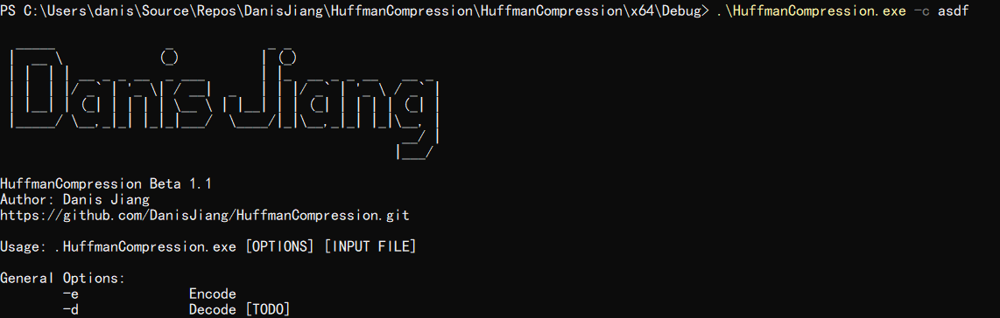 PS C:\Users\danis\Source\Repos\DanisJiang\HuffmanCompression\HuffmanCompression\x64\Debug> .\HuffmanCompression.exe -c asdf
Danis Jiang
HuffmanCompression Beta 1.1
Author: Danis Jiang
https://github.com/DanisJiang/HuffmanCompression.git
Usage: .HuffmanCompression.exe [OPTIONS] [INPUT FILE]
General Options:
-e Encode
-d Decode [TODO]